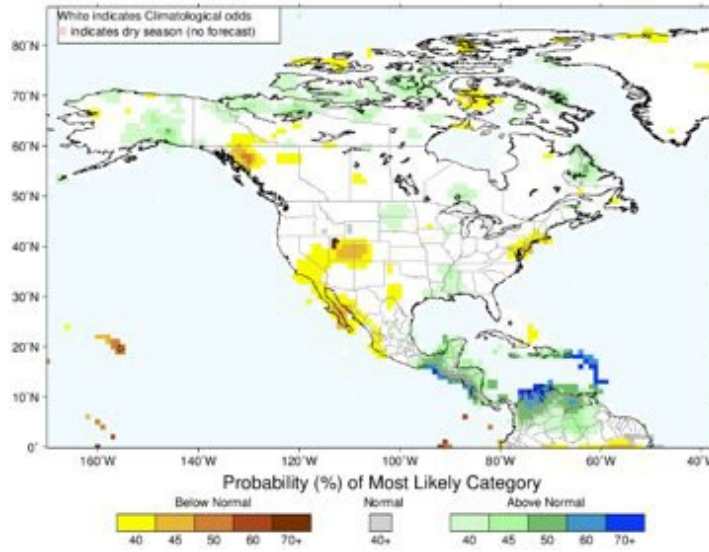 White indicates Climatological odds
indicates dry season (no forecast)
80˚N
70˚N
60˚N
50˚N
40˚N
30˚N
20˚N
10˚N
0˚
160˚W 140˚W 120˚W 100˚W 80˚W 60˚W 40˚W
Probability (%) of Most Likely Category
Below Normal Normal Above Normal
40 45 50 60 70+ 40+ 40 45 50 60 70+